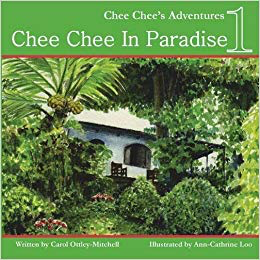 Chee Chee's Adventures
Chee Chee In Paradise 1
Written by Carol Ottley-Mitchell Illustrated by Ann-Cathrine Loo